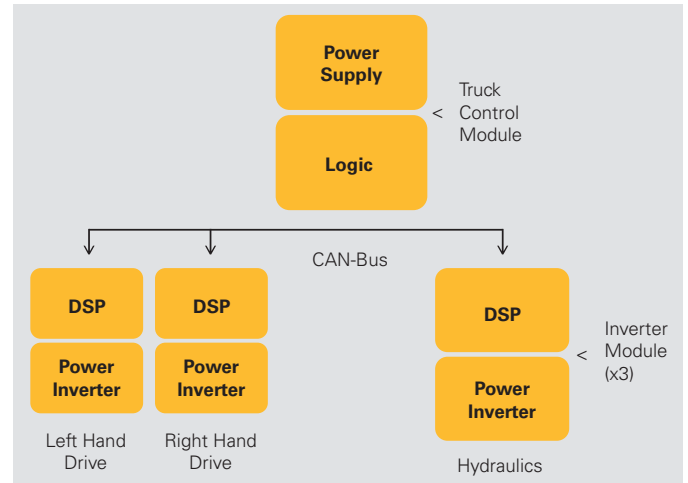 Power
Supply
<
Truck
Control
Module
Logic
CAN-Bus
DSP
DSP
DSP
Power
Inverter
Power
Inverter
Power
Inverter
<
Inverter
Module
(x3)
Left Hand
Drive
Right Hand
Drive
Hydraulics